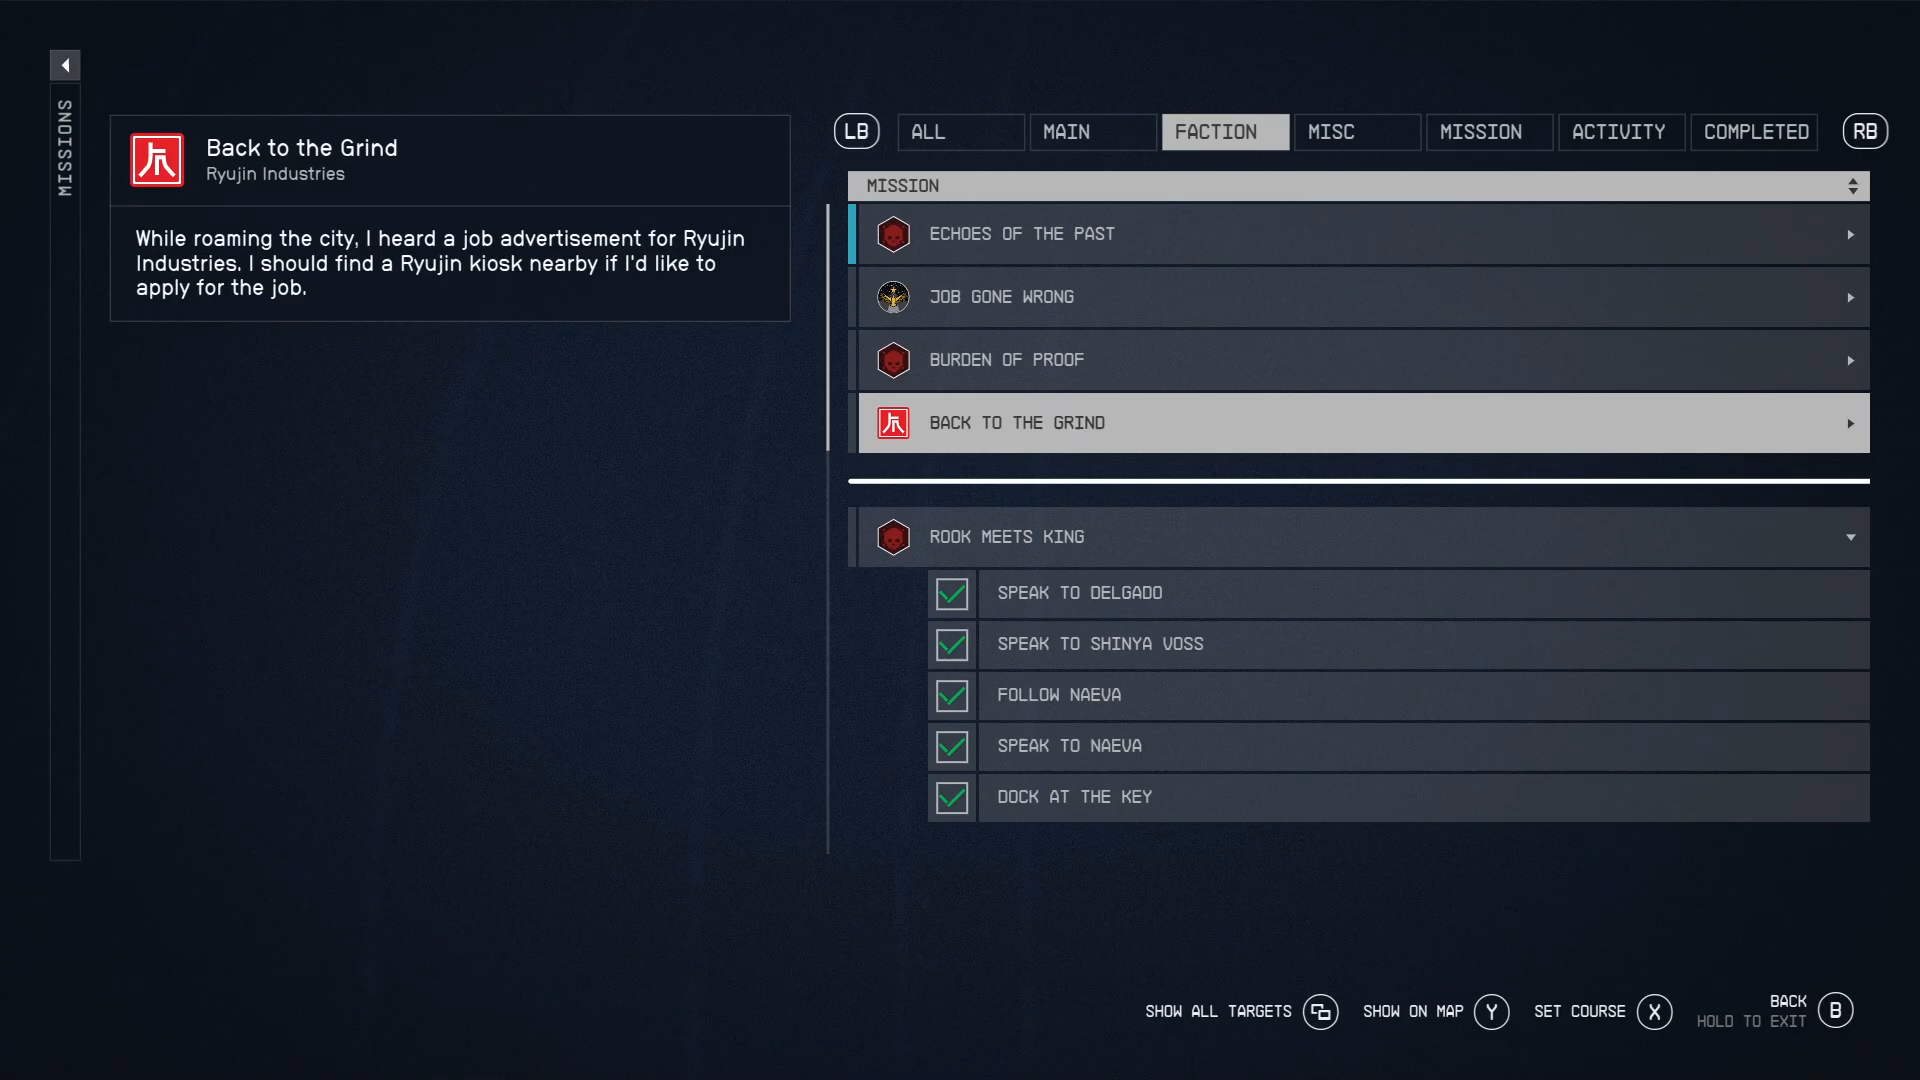 MISSIONS
Back to the Grind
Ryujin Industries
While roaming the city, I heard a job advertisement for Ryujin
Industries. I should find a Ryujin kiosk nearby if I'd like to
apply for the job.
LB ALL MAIN FACTION MISC MISSION ACTIVITY COMPLETED RB
MISSION
ECHOES OF THE PAST
JOB GONE WRONG
BURDEN OF PROOF
BACK TO THE GRIND
ROOK MEETS KING
SPEAK TO DELGADO
SPEAK TO SHINYA VOSS
FOLLOW NAEVA
SPEAK TO NAEVA
DOCK AT THE KEY
SHOW ALL TARGETS SHOW ON MAP Y SET COURSE X BACK B
HOLD TO EXIT